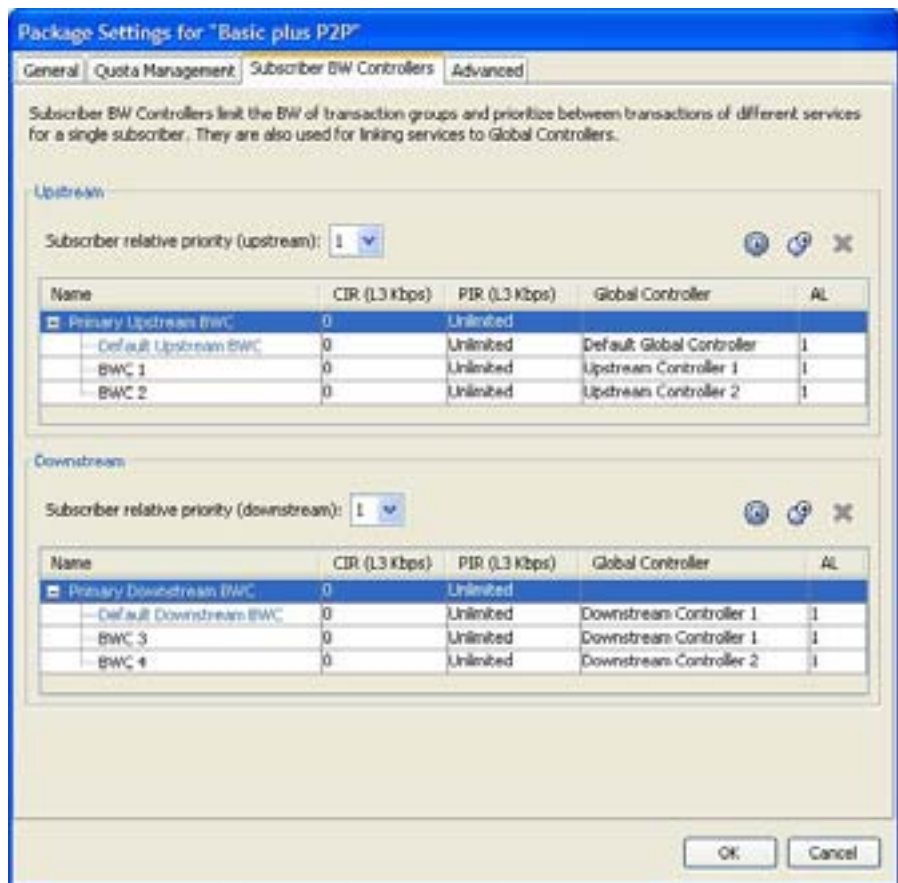 Package Settings for "Basic plus P2P"
General Quota Management Subscriber BW Controllers Advanced
Subscriber BW Controllers limit the BW of transaction groups and prioritize between transactions of different services
for a single subscriber. They are also used for linking services to Global Controllers.
Upstream
Subscriber relative priority (upstream): 1
Name CIR (L3 Kbps) PIR (L3 Kbps) Global Controller AL
Primary Upstream BWC 0 Unlimited
Default Upstream BWC 0 Unlimited Default Global Controller 1
BWC 1 0 Unlimited Upstream Controller 1 1
BWC 2 0 Unlimited Upstream Controller 2 1
Downstream
Subscriber relative priority (downstream): 1
Name CIR (L3 Kbps) PIR (L3 Kbps) Global Controller AL
Primary Downstream BWC 0 Unlimited
Default Downstream BWC 0 Unlimited Downstream Controller 1 1
BWC 3 0 Unlimited Downstream Controller 1 1
BWC 4 0 Unlimited Downstream Controller 2 1
OK Cancel